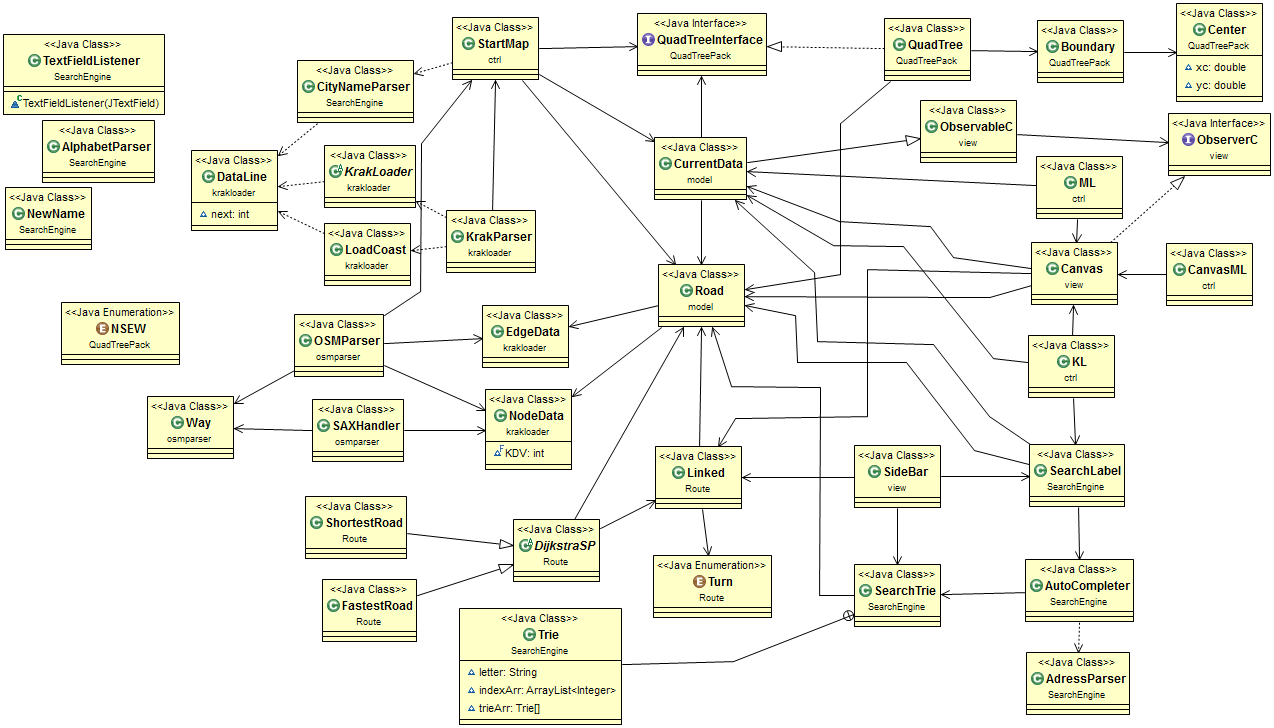 <<Java Class>>
TextFieldListener
SearchEngine
TextFieldListener(JTextField)
<<Java Class>>
AlphabetParser
SearchEngine
<<Java Class>>
NewName
SearchEngine
<<Java Enumeration>>
NSEW
QuadTreePack
<<Java Class>>
CityNameParser
SearchEngine
<<Java Class>>
DataLine
krakloader
next: int
<<Java Class>>
KrakLoader
krakloader
<<Java Class>>
LoadCoast
krakloader
<<Java Class>>
StartMap
ctrl
<<Java Class>>
KrakParser
krakloader
<<Java Interface>>
QuadTreeInterface
QuadTreePack
<<Java Class>>
QuadTree
QuadTreePack
<<Java Class>>
Boundary
QuadTreePack
<<Java Class>>
Center
QuadTreePack
xc: double
yc: double
<<Java Class>>
CurrentData
model
<<Java Class>>
ObservableC
view
<<Java Interface>>
ObserverC
view
<<Java Class>>
ML
ctrl
<<Java Class>>
Canvas
view
<<Java Class>>
CanvasML
ctrl
<<Java Class>>
Road
model
<<Java Class>>
KL
ctrl
<<Java Class>>
OSMParser
osmparser
<<Java Class>>
EdgeData
krakloader
<<Java Class>>
Way
osmparser
<<Java Class>>
SAXHandler
osmparser
<<Java Class>>
NodeData
krakloader
F
KDV: int
<<Java Class>>
Linked
Route
<<Java Class>>
SideBar
view
<<Java Class>>
SearchLabel
SearchEngine
<<Java Class>>
ShortestRoad
Route
<<Java Class>>
DijkstraSP
Route
<<Java Class>>
FastestRoad
Route
<<Java Enumeration>>
Turn
Route
<<Java Class>>
SearchTrie
SearchEngine
<<Java Class>>
AutoCompleter
SearchEngine
<<Java Class>>
Trie
SearchEngine
letter: String
indexArr: ArrayList<Integer>
trieArr: Trie[]
<<Java Class>>
AdressParser
SearchEngine